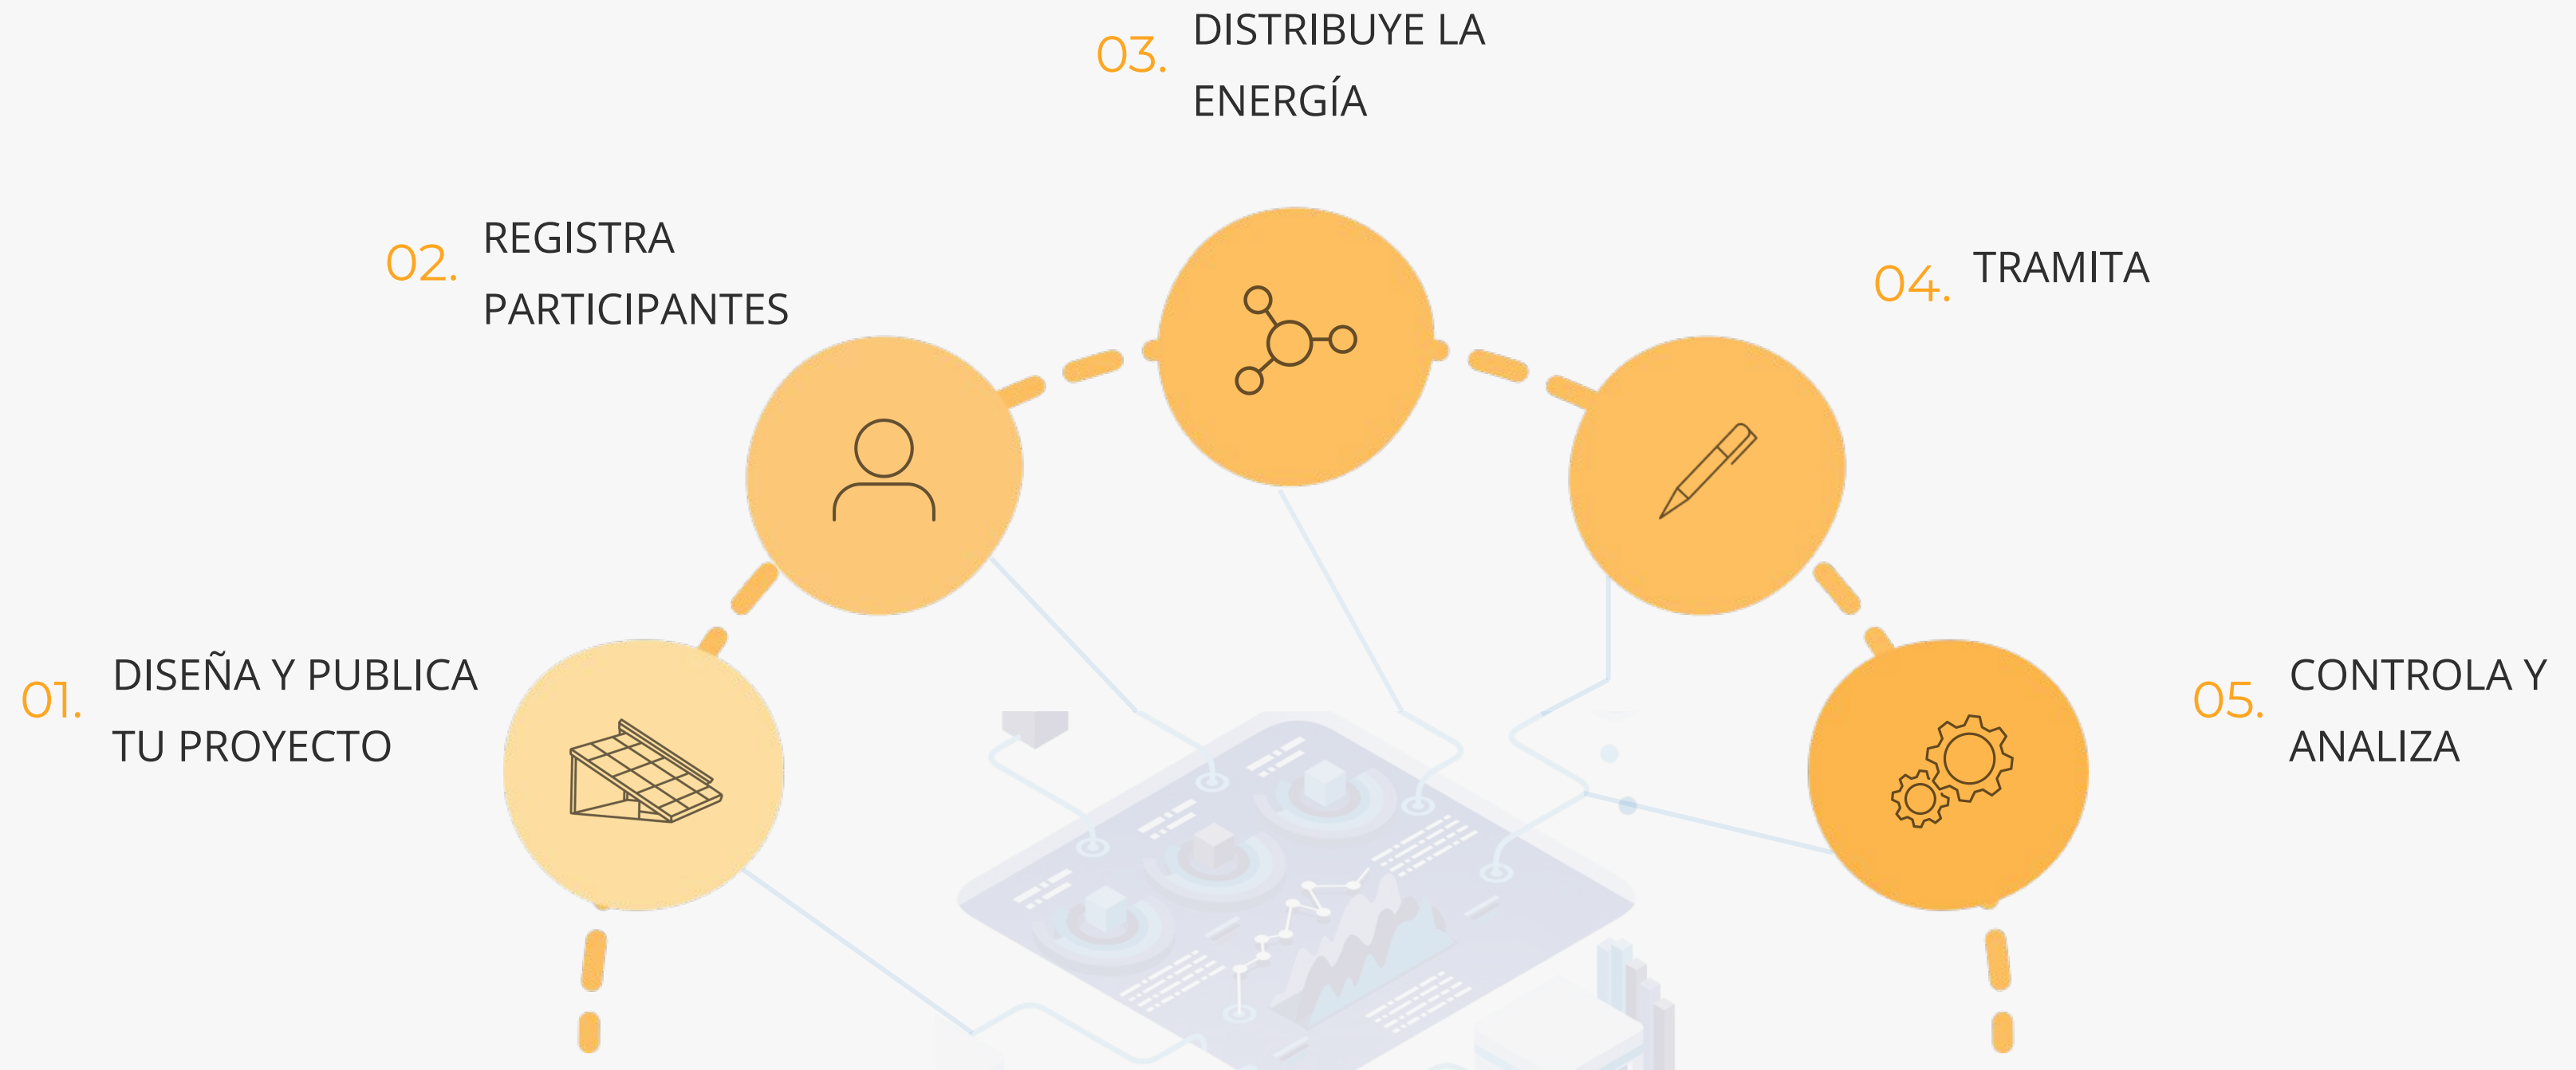 01. DISEÑA Y PUBLICA
TU PROYECTO
02. REGISTRA
PARTICIPANTES
03. DISTRIBUYE LA
ENERGÍA
04. TRAMITA
05. CONTROLA Y
ANALIZA